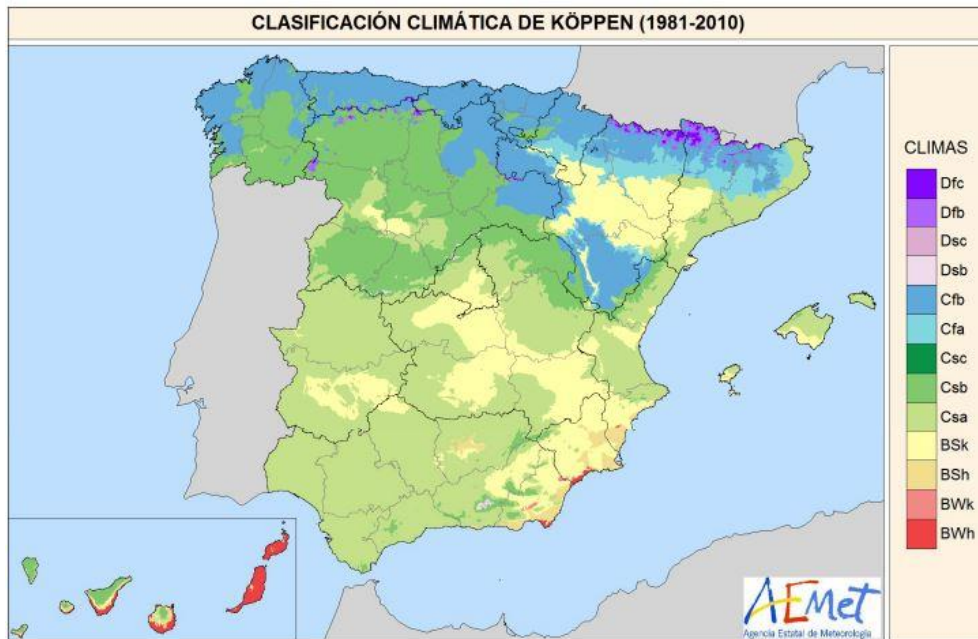 CLASIFICACIÓN CLIMÁTICA DE KÖPPEN (1981-2010)
CLIMAS
Dfc
Dfb
Dsc
Dsb
Cfb
Cfa
Csc
Csb
Csa
BSk
BSh
BWk
BWh
AEMet
Agencia Estatal de Meteorología